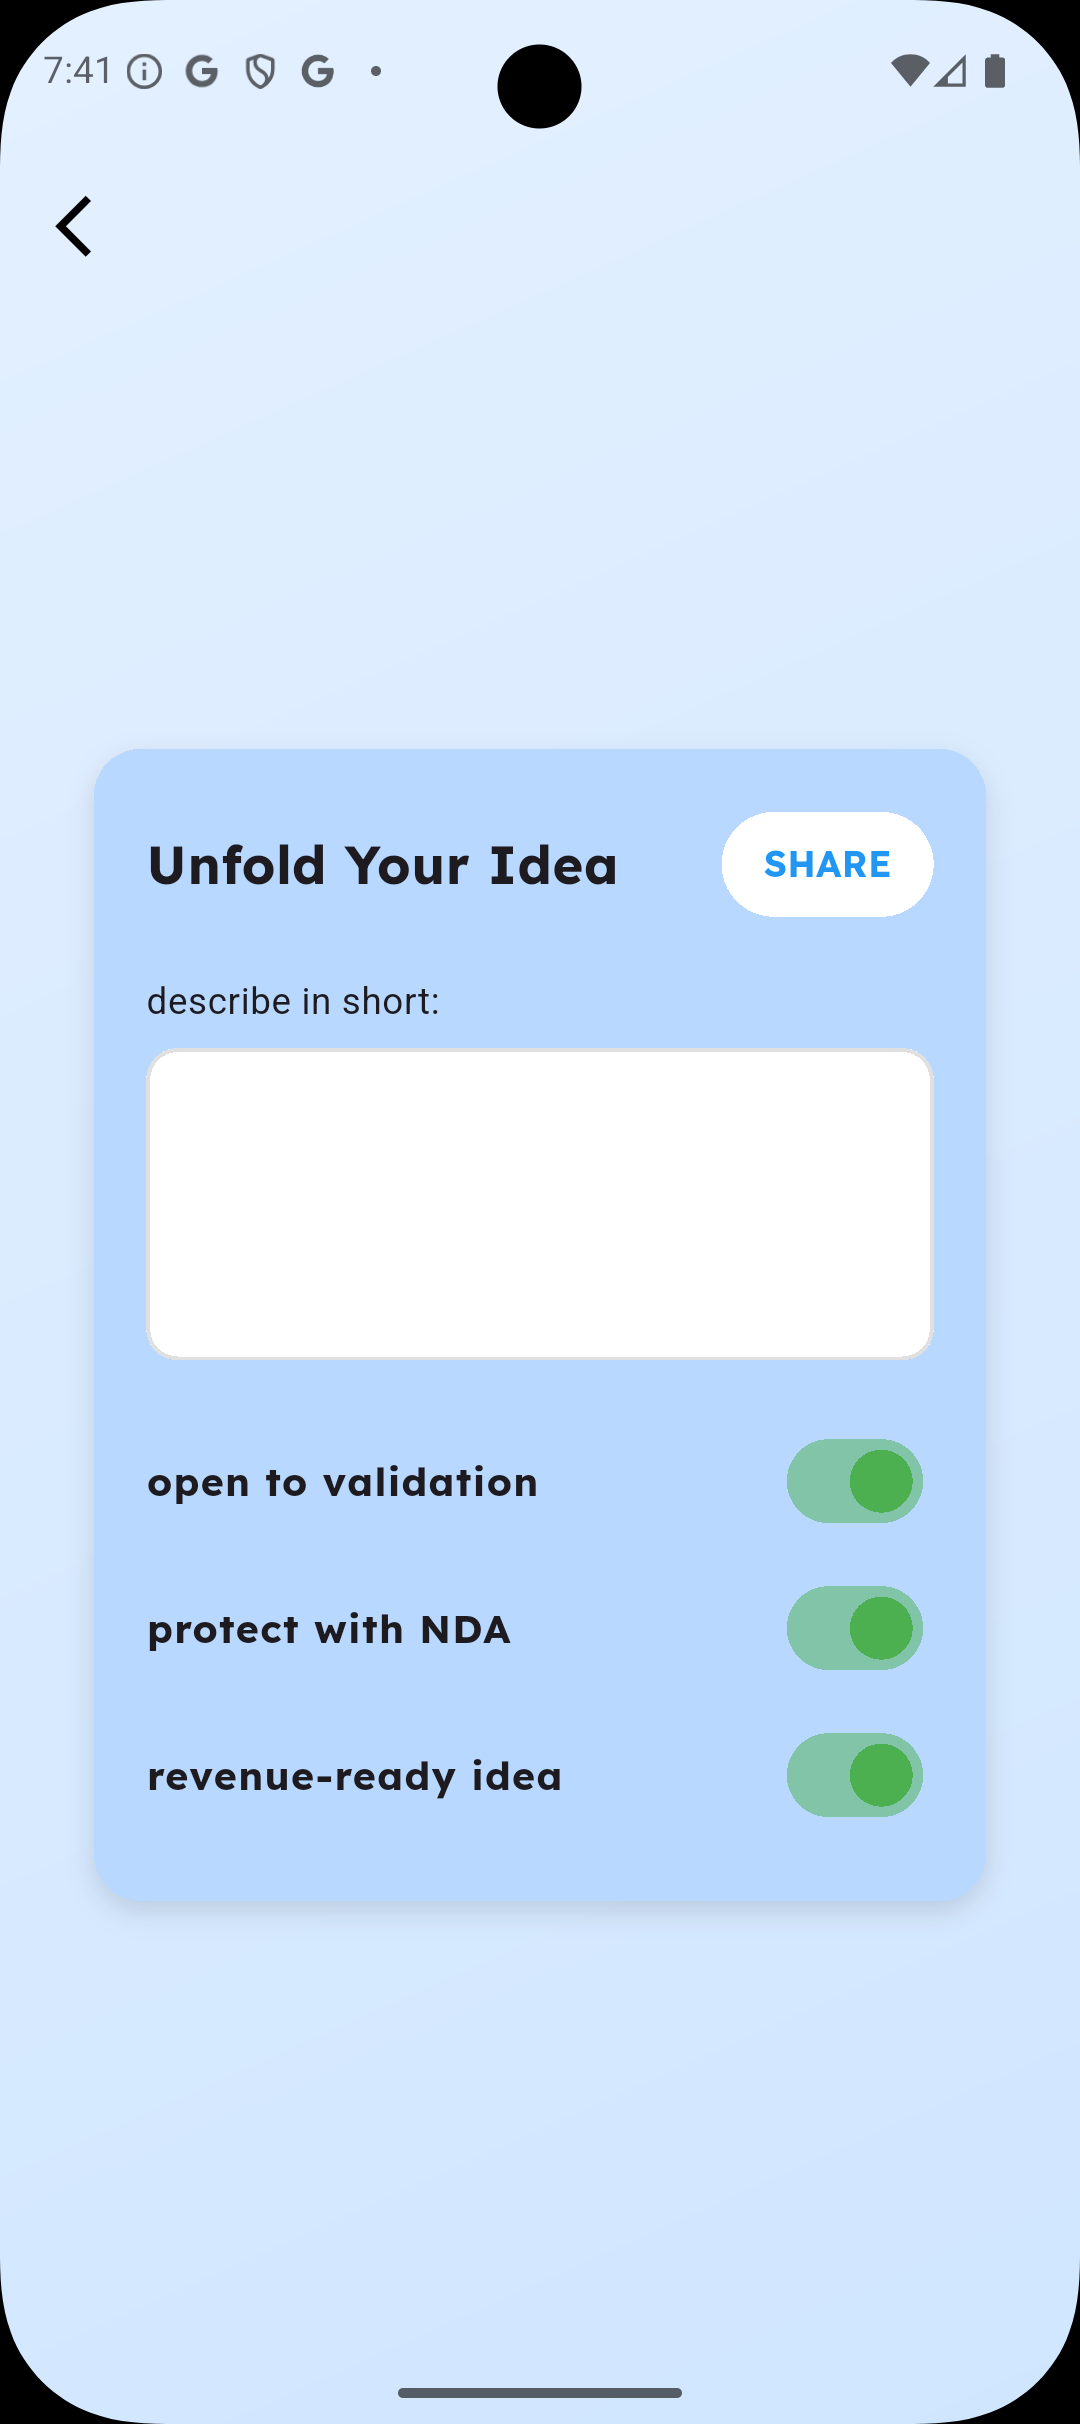 7:41
Unfold Your Idea
SHARE
describe in short:
open to validation
protect with NDA
revenue-ready idea